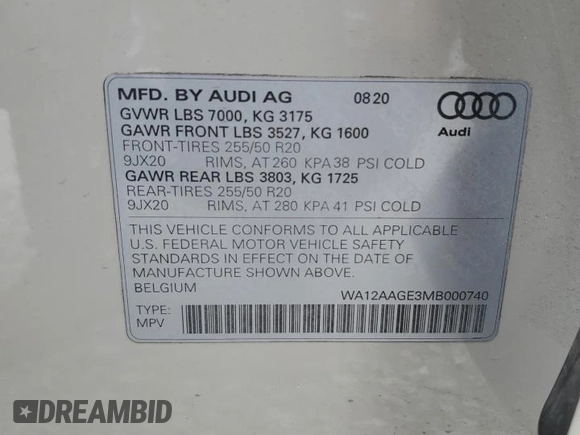 MFD. BY AUDI AG 0820
GVWR LBS 7000, KG 3175
GAWR FRONT LBS 3527, KG 1600
FRONT-TIRES 255/50 R20
9JX20 RIMS, AT 260 KPA 38 PSI COLD
GAWR REAR LBS 3803, KG 1725
REAR-TIRES 255/50 R20
9JX20 RIMS, AT 280 KPA 41 PSI COLD
Audi
THIS VEHICLE CONFORMS TO ALL APPLICABLE
U.S. FEDERAL MOTOR VEHICLE SAFETY
STANDARDS IN EFFECT ON THE DATE OF
MANUFACTURE SHOWN ABOVE.
BELGIUM WA12AAGE3MB000740
TYPE:
MPV
DREAMBID